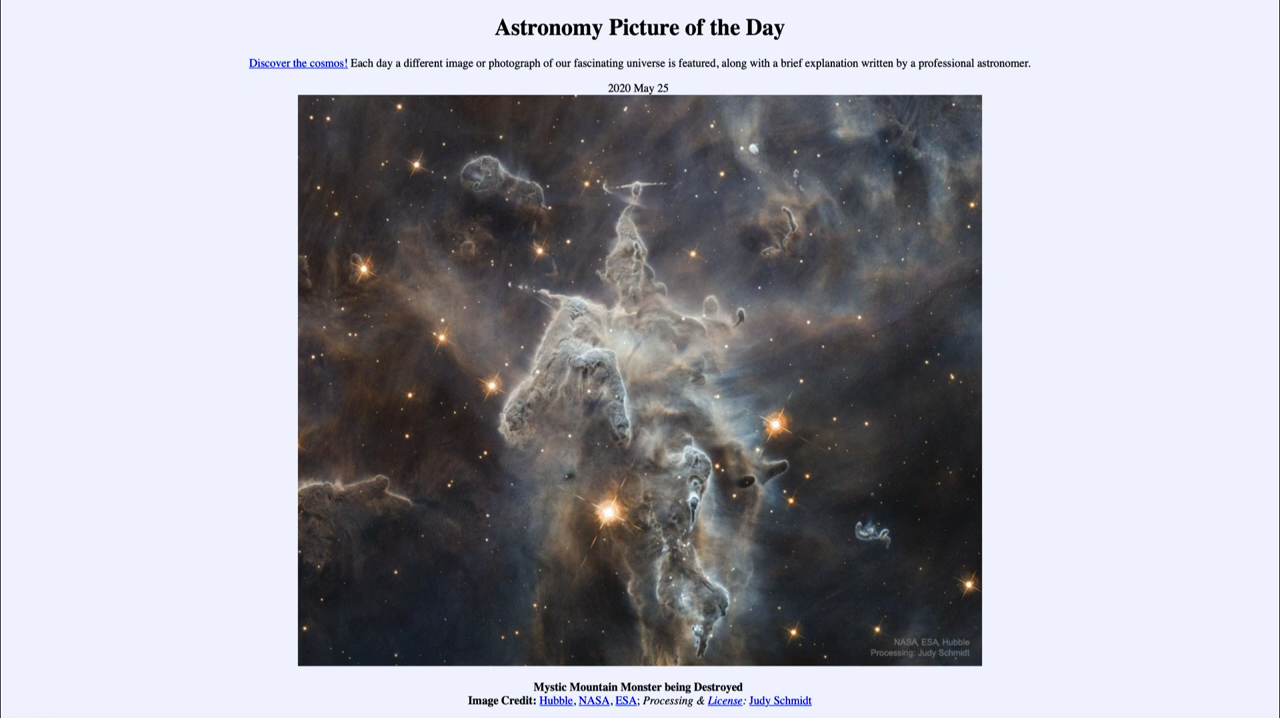 Astronomy Picture of the Day
Discover the cosmos! Each day a different image or photograph of our fascinating universe is featured, along with a brief explanation written by a professional astronomer.
2020 May 25
NASA, ESA, Hubble
Processing: Judy Schmidt
Mystic Mountain Monster being Destroyed
Image Credit: Hubble, NASA, ESA; Processing & License: Judy Schmidt